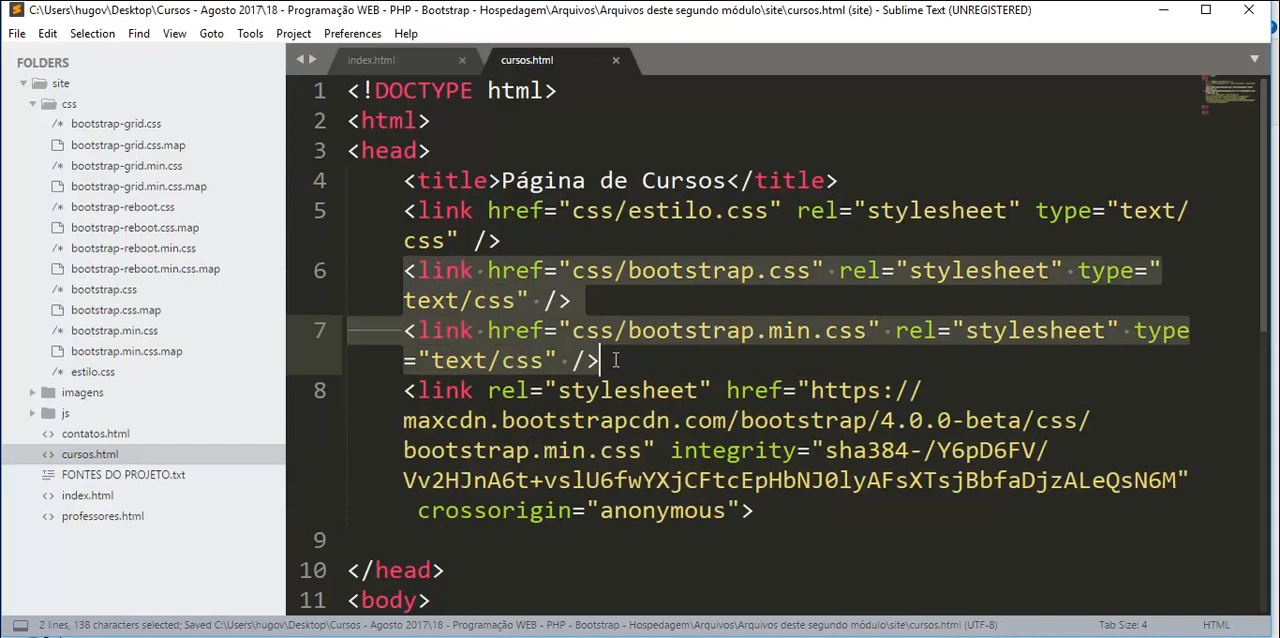 C:\Users\hugov\Desktop\Cursos - Agosto 2017\18 - Programação WEB - PHP - Bootstrap - Hospedagem\Arquivos\Arquivos deste segundo módulo\site\cursos.html (site) - Sublime Text (UNREGISTERED)
File Edit Selection Find View Goto Tools Project Preferences Help
FOLDERS
site
css
bootstrap-grid.css
bootstrap-grid.css.map
bootstrap-grid.min.css
bootstrap-grid.min.css.map
bootstrap-reboot.css
bootstrap-reboot.css.map
bootstrap-reboot.min.css
bootstrap-reboot.min.css.map
bootstrap.css
bootstrap.css.map
bootstrap.min.css
bootstrap.min.css.map
estilo.css
imagens
js
contatos.html
cursos.html
FONTES DO PROJETO.txt
index.html
professores.html
index.html cursos.html
1 <!DOCTYPE html>
2 <html>
3 <head>
4 <title>Página de Cursos</title>
5 <link href="css/estilo.css" rel="stylesheet" type="text/
css" />
6 <link href="css/bootstrap.css" rel="stylesheet" type="
text/css" />
7 <link href="css/bootstrap.min.css" rel="stylesheet" type
="text/css" />
8 <link rel="stylesheet" href="https://
maxcdn.bootstrapcdn.com/bootstrap/4.0.0-beta/css/
bootstrap.min.css" integrity="sha384-/Y6pD6FV/
Vv2HJnA6t+vslU6fwYXjCFtcEpHbNJ0lyAFsXTsjBbfaDjzALeQsN6M"
crossorigin="anonymous">
9
10 </head>
11 <body>
2 lines, 138 characters selected; Saved C:\Users\hugov\Desktop\Cursos - Agosto 2017\18 - Programação WEB - PHP - Bootstrap - Hospedagem\Arquivos\Arquivos deste segundo módulo\site\cursos.html (UTF-8) Tab Size: 4 HTML